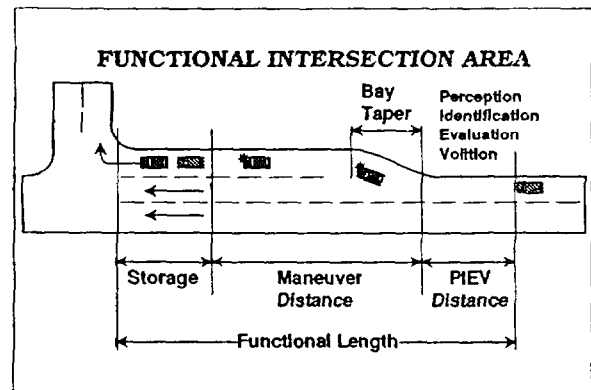 FUNCTIONAL INTERSECTION AREA
Bay
Taper
Perception
Identification
Evaluation
Volition
Storage
Maneuver
Distance
PIEV
Distance
Functional Length